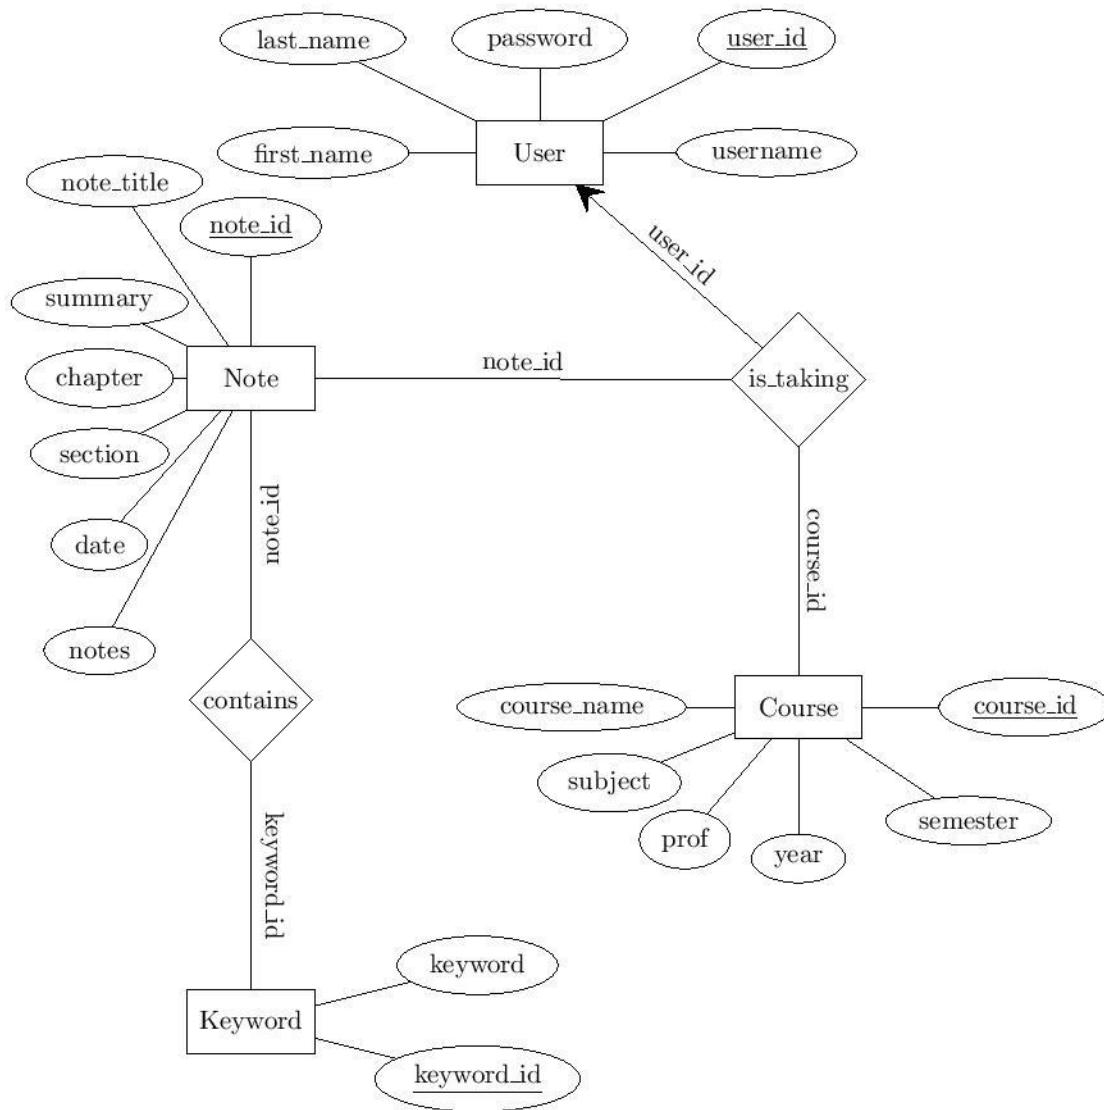 last_name
password
user_id
first_name
User
username
note_title
note_id
user_id
summary
chapter
Note
note_id
is_taking
section
note_id
date
course_id
notes
contains
course_name
Course
course_id
subject
prof
year
semester
keyword_id
keyword
Keyword
keyword_id